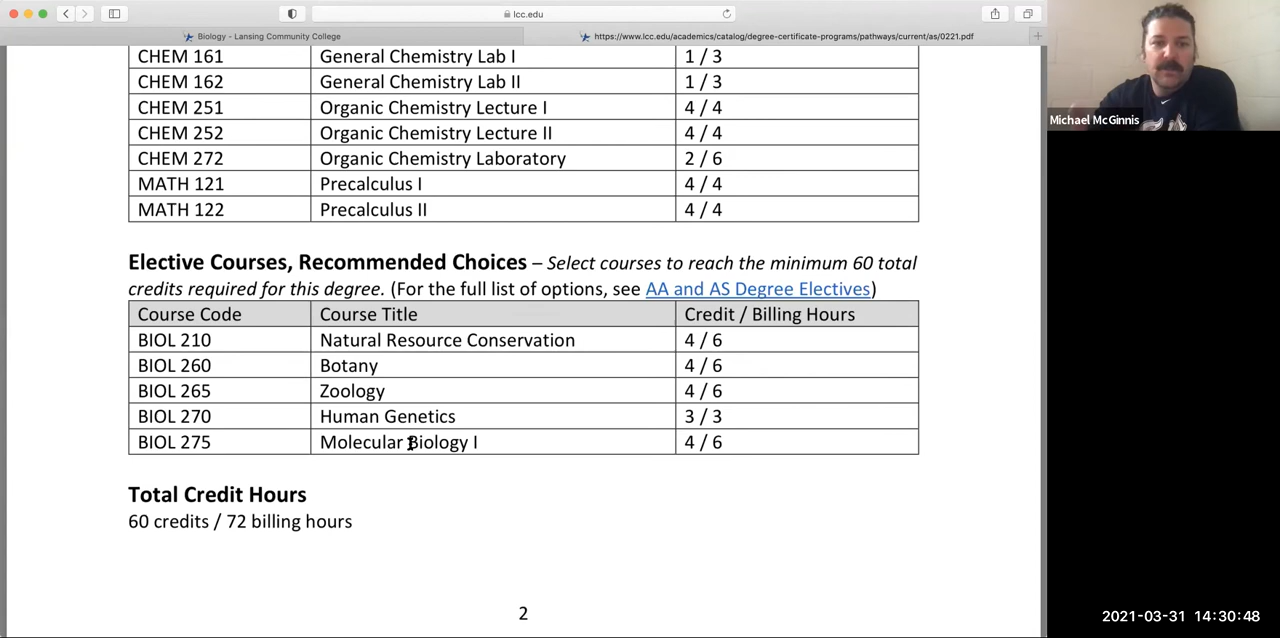 lcc.edu
Biology - Lansing Community College
https://www.lcc.edu/academics/catalog/degree-certificate-programs/pathways/current/as/0221.pdf
CHEM 161 General Chemistry Lab I 1 / 3
CHEM 162 General Chemistry Lab II 1 / 3
CHEM 251 Organic Chemistry Lecture I 4 / 4
CHEM 252 Organic Chemistry Lecture II 4 / 4
CHEM 272 Organic Chemistry Laboratory 2 / 6
MATH 121 Precalculus I 4 / 4
MATH 122 Precalculus II 4 / 4
Elective Courses, Recommended Choices – Select courses to reach the minimum 60 total
credits required for this degree. (For the full list of options, see AA and AS Degree Electives)
Course Code Course Title Credit / Billing Hours
BIOL 210 Natural Resource Conservation 4 / 6
BIOL 260 Botany 4 / 6
BIOL 265 Zoology 4 / 6
BIOL 270 Human Genetics 3 / 3
BIOL 275 Molecular Biology I 4 / 6
Total Credit Hours
60 credits / 72 billing hours
2
Michael McGinnis
2021-03-31 14:30:48